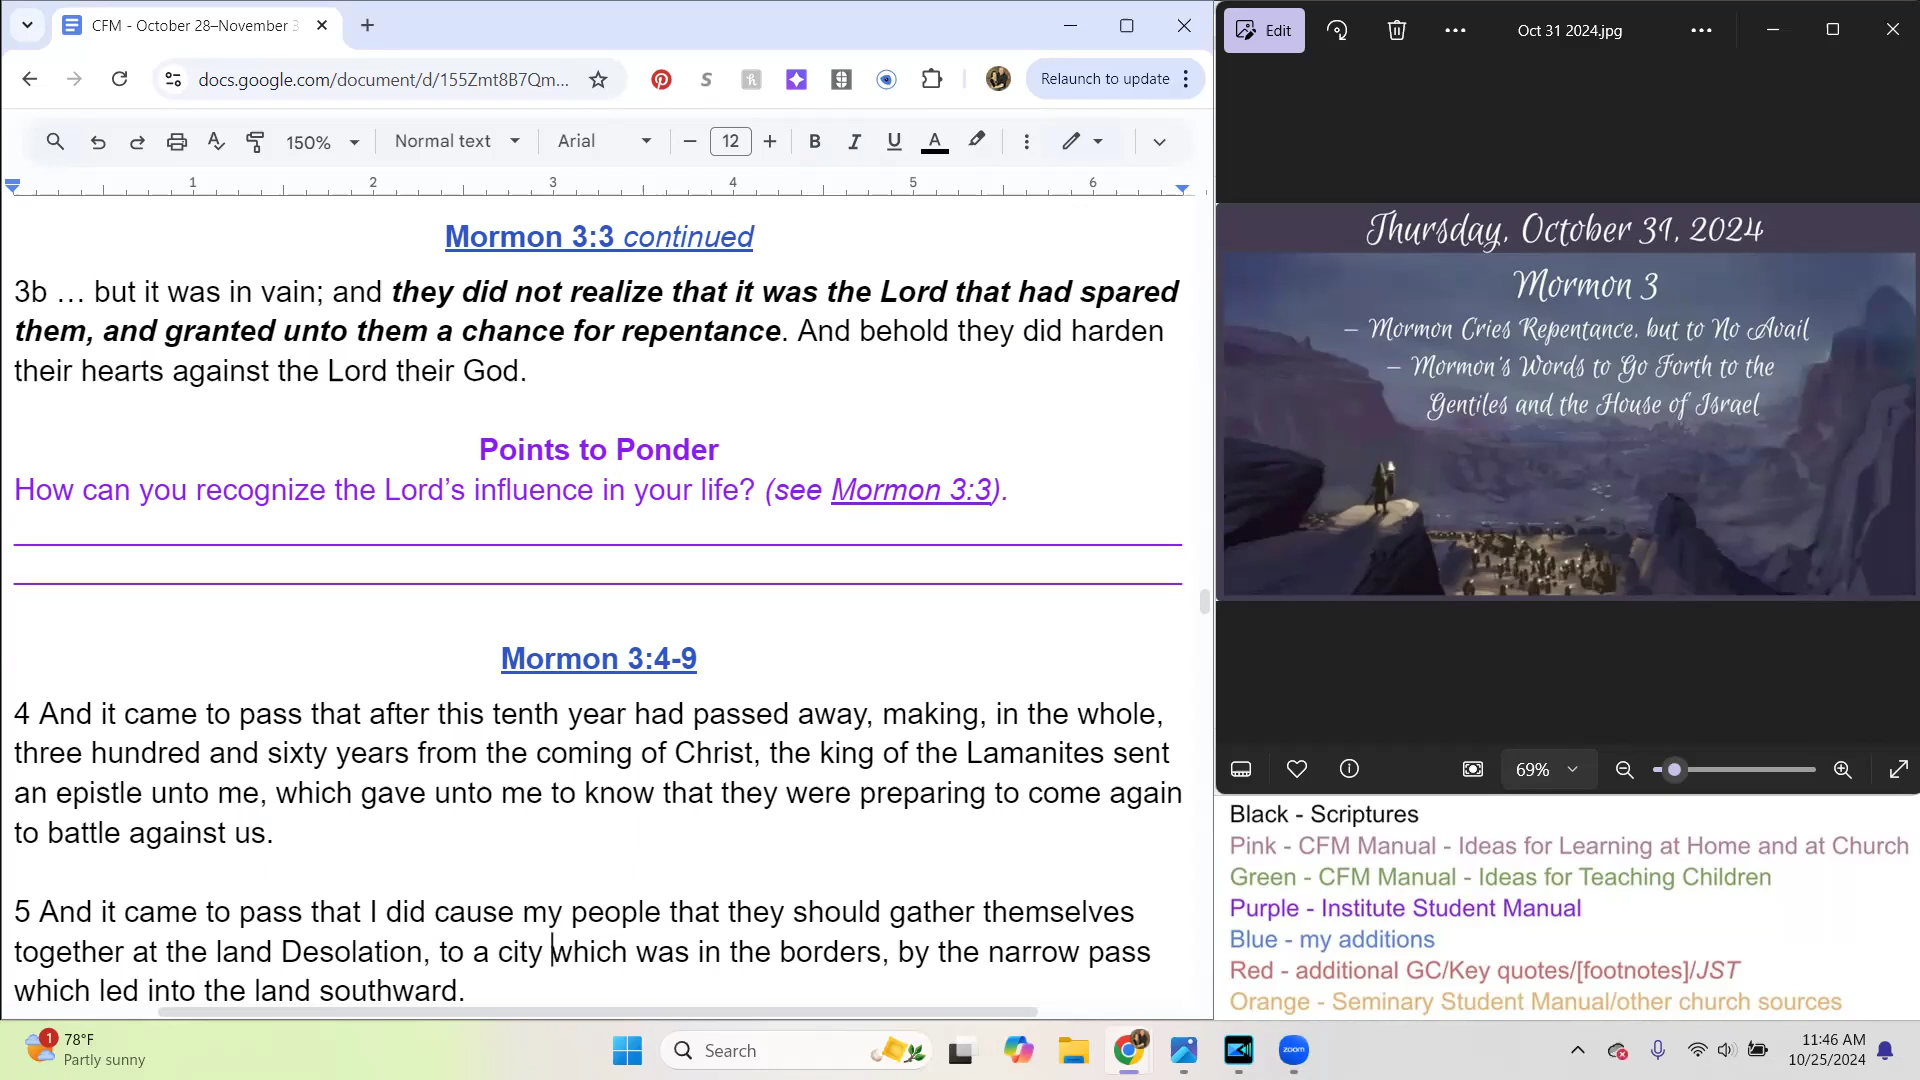 CFM - October 28–November 3
docs.google.com/document/d/155Zmt8B7Qm...
Relaunch to update
150%
Normal text
Arial
12
B I U A
1 2 3 4 5 6
Mormon 3:3 continued
3b … but it was in vain; and they did not realize that it was the Lord that had spared
them, and granted unto them a chance for repentance. And behold they did harden
their hearts against the Lord their God.
Points to Ponder
How can you recognize the Lord's influence in your life? (see Mormon 3:3).
Mormon 3:4-9
4 And it came to pass that after this tenth year had passed away, making, in the whole,
three hundred and sixty years from the coming of Christ, the king of the Lamanites sent
an epistle unto me, which gave unto me to know that they were preparing to come again
to battle against us.
5 And it came to pass that I did cause my people that they should gather themselves
together at the land Desolation, to a city which was in the borders, by the narrow pass
which led into the land southward.
Edit
Oct 31 2024.jpg
Thursday, October 31, 2024
Mormon 3
– Mormon Cries Repentance, but to No Avail
– Mormon's Words to Go Forth to the
Gentiles and the House of Israel
69%
Black - Scriptures
Pink - CFM Manual - Ideas for Learning at Home and at Church
Green - CFM Manual - Ideas for Teaching Children
Purple - Institute Student Manual
Blue - my additions
Red - additional GC/Key quotes/[footnotes]/JST
Orange - Seminary Student Manual/other church sources
1
78°F
Partly sunny
Search
zoom
11:46 AM
10/25/2024